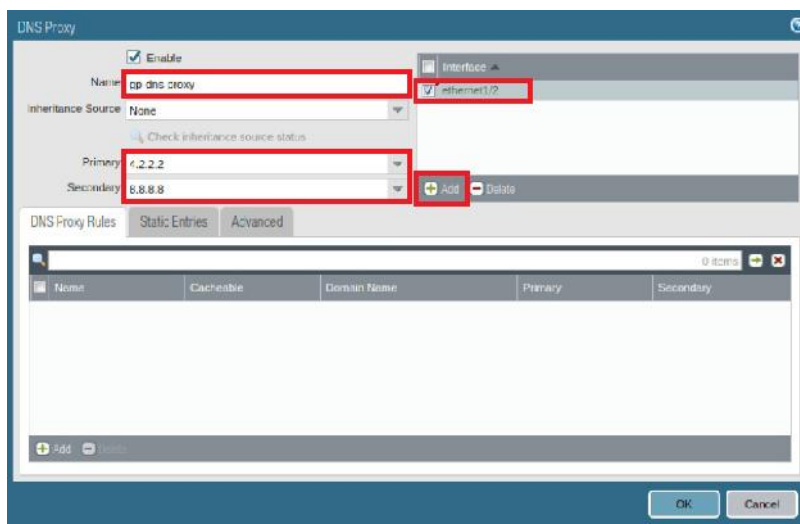 DNS Proxy
Enable
Name gp-dns-proxy
Inheritance Source None
Check inheritance source status
Primary 4.2.2.2
Secondary 8.8.8.8
Interface
ethernet1/2
Add Delete
DNS Proxy Rules Static Entries Advanced
0 items
Name Cacheable Domain Name Primary Secondary
Add Delete
OK Cancel